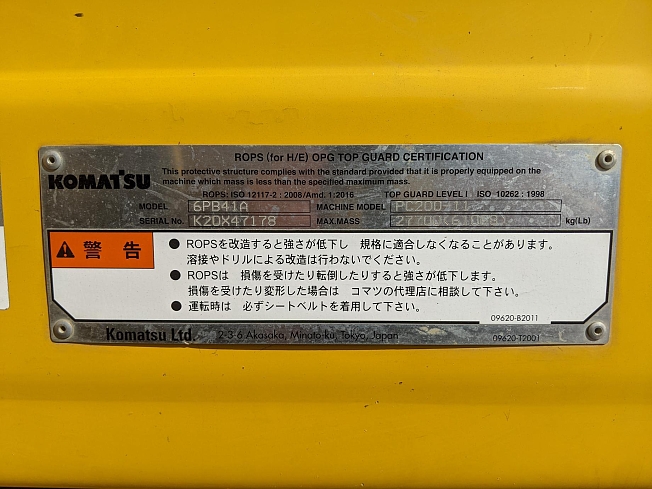 ROPS (for H/E) OPG TOP GUARD CERTIFICATION
KOMATSU
This protective structure complies with the standard provided that it is properly equipped on the
machine which mass is less than the specified maximum mass.
ROPS: ISO 12117-2 : 2008/Amd. 1:2016 TOP GUARD LEVEL I ISO 10262 : 1998
MODEL 6PB41A MACHINE MODEL PC200-11
SERIAL No. K20X47178 MAX.MASS kg(Lb)
警告
● ROPSを改造すると強さが低下し 規格に適合しなくなることがあります。
溶接やドリルによる改造は行わないでください。
● ROPSは 損傷を受けたり転倒したりすると強さが低下します。
損傷を受けたり変形した場合は コマツの代理店に相談して下さい。
● 運転時は 必ずシートベルトを着用して下さい。
09620-B2011
Komatsu Ltd. 2-3-6 Akasaka, Minato-ku, Tokyo, Japan 09620-T2001